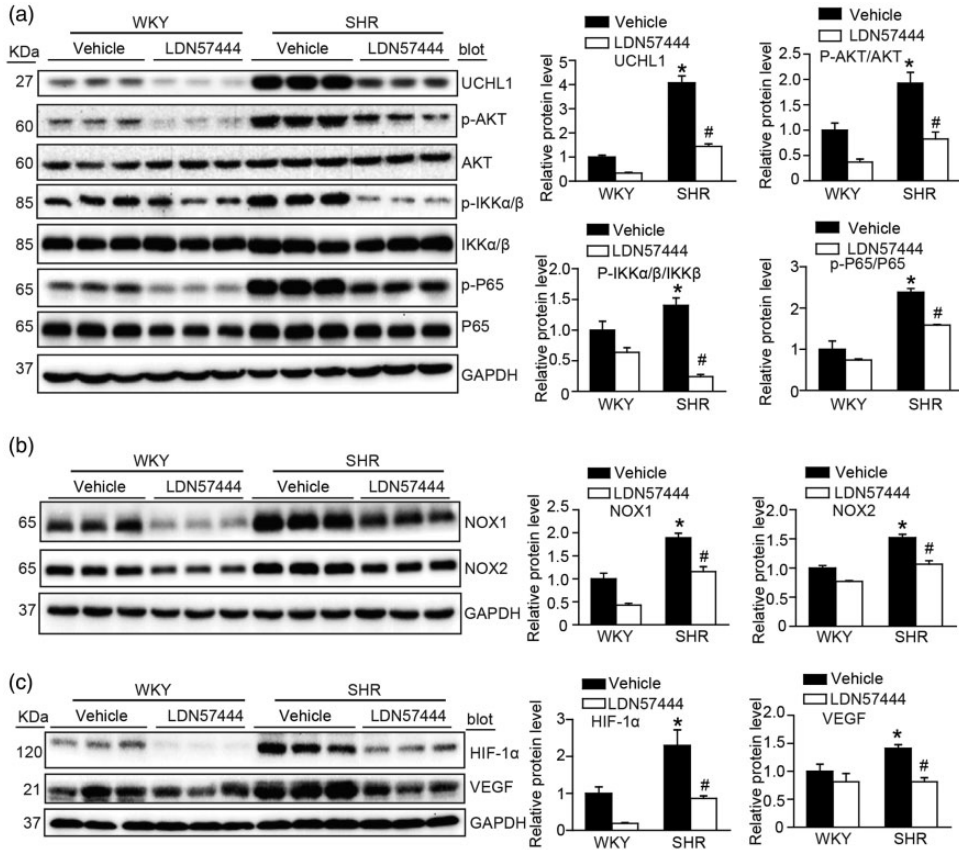 (a)
WKY SHR
KDa Vehicle LDN57444 Vehicle LDN57444 blot
27 UCHL1
60 p-AKT
60 AKT
85 p-IKKα/β
85 IKKα/β
65 p-P65
65 P65
37 GAPDH
Vehicle
LDN57444
UCHL1
Relative protein level
6
4
2
1
0
*
#
WKY SHR
Vehicle
LDN57444
P-AKT/AKT
Relative protein level
2.5
2.0
1.5
1.0
0.5
0
*
#
WKY SHR
Vehicle
LDN57444
P-IKKα/β/IKKβ
Relative protein level
2.0
1.5
1.0
0.5
0
*
#
WKY SHR
Vehicle
LDN57444
p-P65/P65
Relative protein level
3
2
1
0
*
#
WKY SHR
(b)
WKY SHR
Vehicle LDN57444 Vehicle LDN57444
65 NOX1
65 NOX2
37 GAPDH
Vehicle
LDN57444
NOX1
Relative protein level
2.5
2.0
1.5
1.0
0.5
0
*
#
WKY SHR
Vehicle
LDN57444
NOX2
Relative protein level
2.0
1.5
1.0
0.5
0
*
#
WKY SHR
(c)
WKY SHR
KDa Vehicle LDN57444 Vehicle LDN57444 blot
120 HIF-1α
21 VEGF
37 GAPDH
Vehicle
LDN57444
HIF-1α
Relative protein level
3
2
1
0
*
#
WKY SHR
Vehicle
LDN57444
VEGF
Relative protein level
2.0
1.5
1.0
0.5
0
*
#
WKY SHR